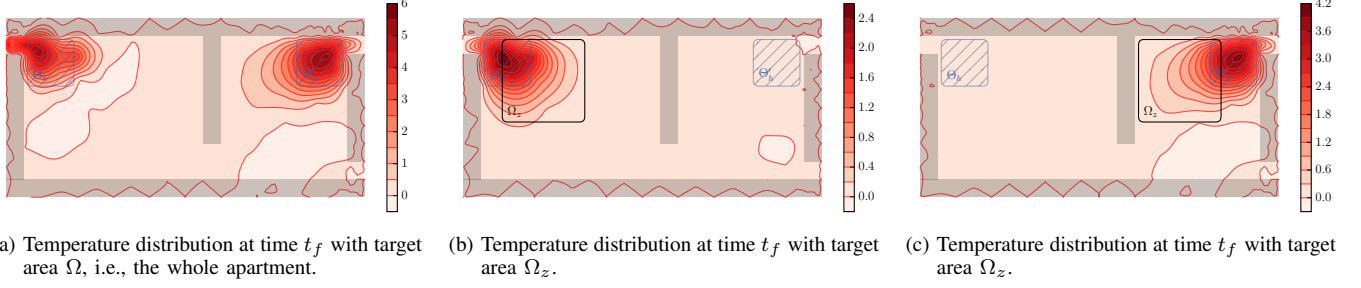 6
5
4
3
2
1
0
Θₕ
2.4
2.0
1.6
1.2
0.8
0.4
0.0
Ω_z
Θₕ
4.2
3.6
3.0
2.4
1.8
1.2
0.6
0.0
Θₕ
Ω_z
a) Temperature distribution at time t_f with target
area Ω, i.e., the whole apartment.
(b) Temperature distribution at time t_f with target
area Ω_z.
(c) Temperature distribution at time t_f with target
area Ω_z.